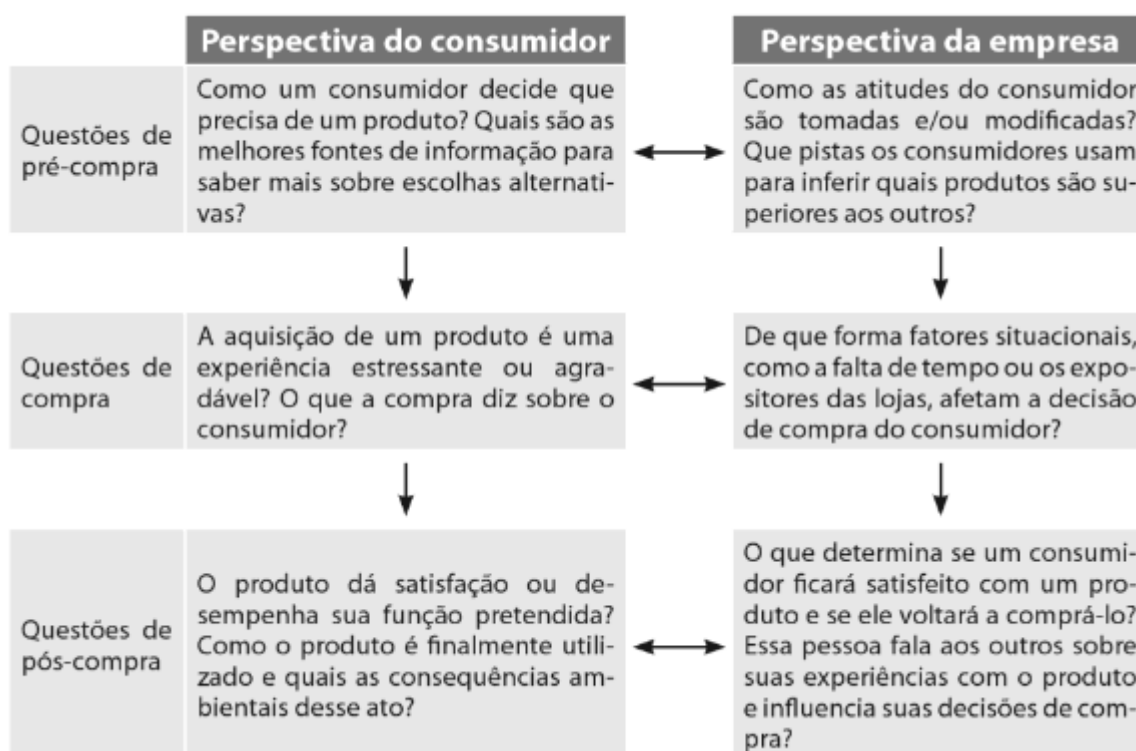 Perspectiva do consumidor
Perspectiva da empresa
Questões de
pré-compra
Como um consumidor decide que
precisa de um produto? Quais são as
melhores fontes de informação para
saber mais sobre escolhas alternati-
vas?
Como as atitudes do consumidor
são tomadas e/ou modificadas?
Que pistas os consumidores usam
para inferir quais produtos são su-
periores aos outros?
Questões de
compra
A aquisição de um produto é uma
experiência estressante ou agra-
dável? O que a compra diz sobre o
consumidor?
De que forma fatores situacionais,
como a falta de tempo ou os expo-
sitores das lojas, afetam a decisão
de compra do consumidor?
Questões de
pós-compra
O produto dá satisfação ou de-
sempenha sua função pretendida?
Como o produto é finalmente utili-
zado e quais as consequências am-
bientais desse ato?
O que determina se um consumi-
dor ficará satisfeito com um pro-
duto e se ele voltará a comprá-lo?
Essa pessoa fala aos outros sobre
suas experiências com o produto
e influencia suas decisões de com-
pra?